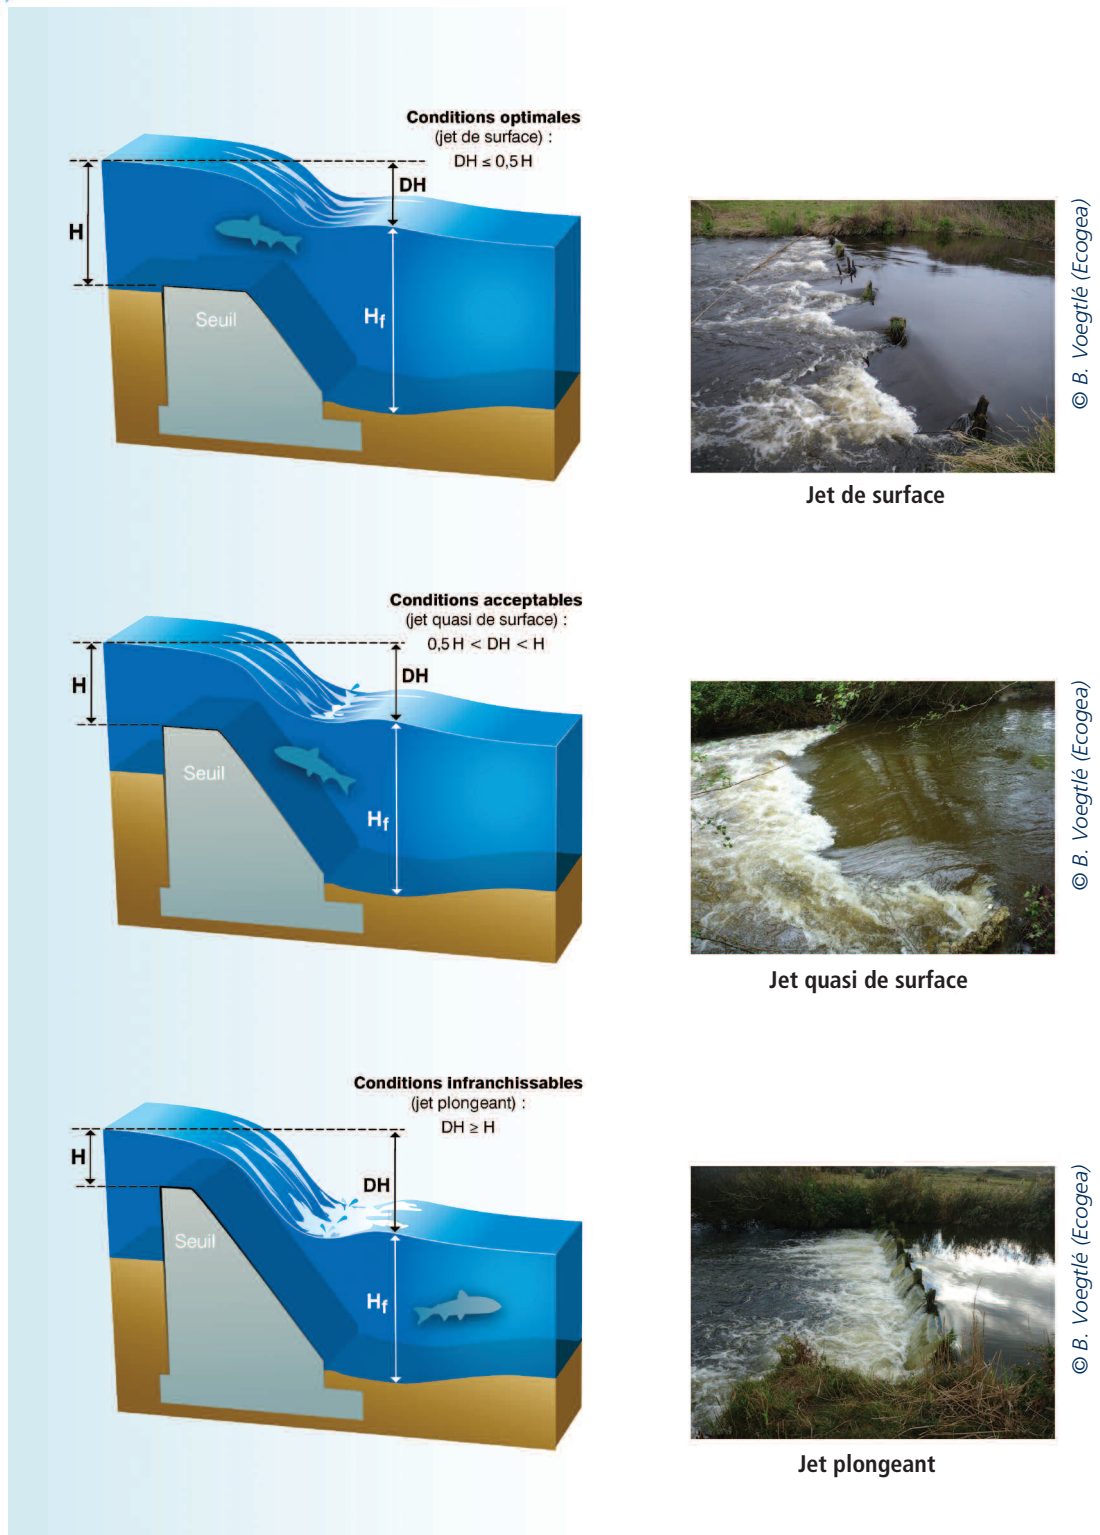 Conditions optimales
(jet de surface) :
DH ≤ 0,5 H
DH
H
Hf
Seuil
© B. Voegtlé (Ecogea)
Jet de surface
Conditions acceptables
(jet quasi de surface) :
0,5 H < DH < H
DH
H
Seuil
Hf
© B. Voegtlé (Ecogea)
Jet quasi de surface
Conditions infranchissables
(jet plongeant) :
DH ≥ H
H
DH
Seuil
Hf
© B. Voegtlé (Ecogea)
Jet plongeant